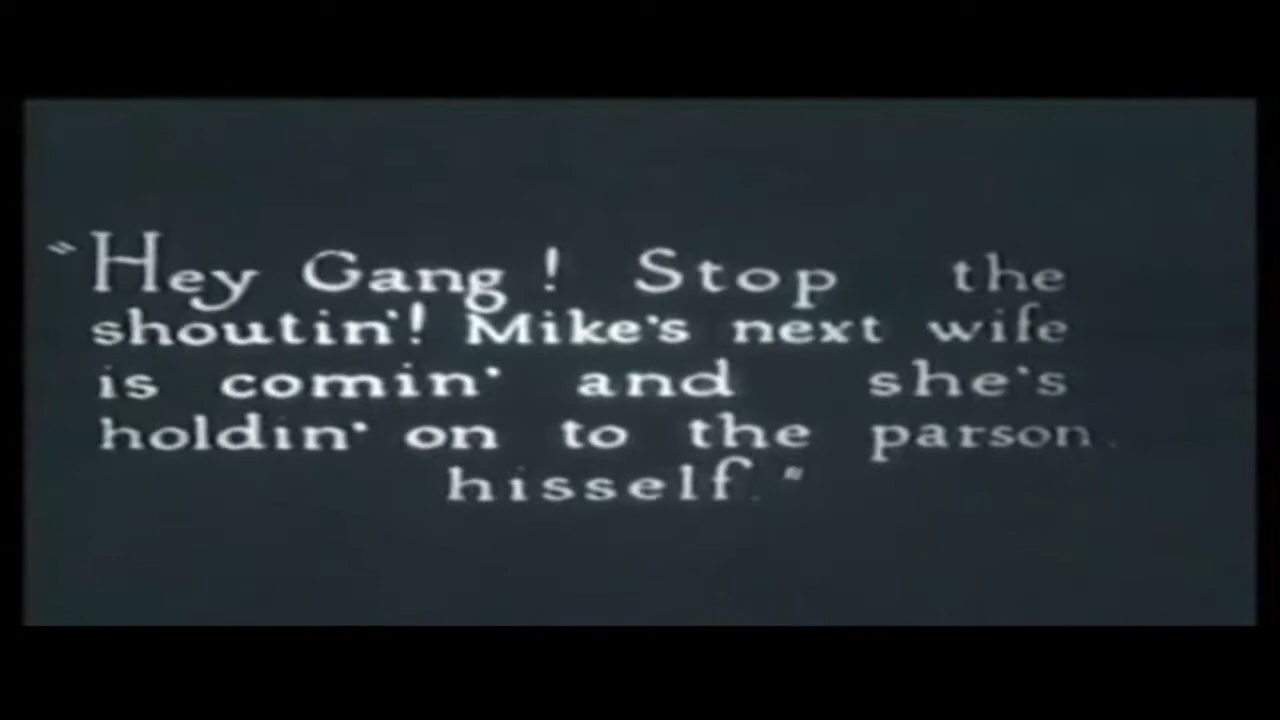 "Hey Gang! Stop the
shoutin'! Mike's next wife
is comin' and she's
holdin' on to the parson
hisself."